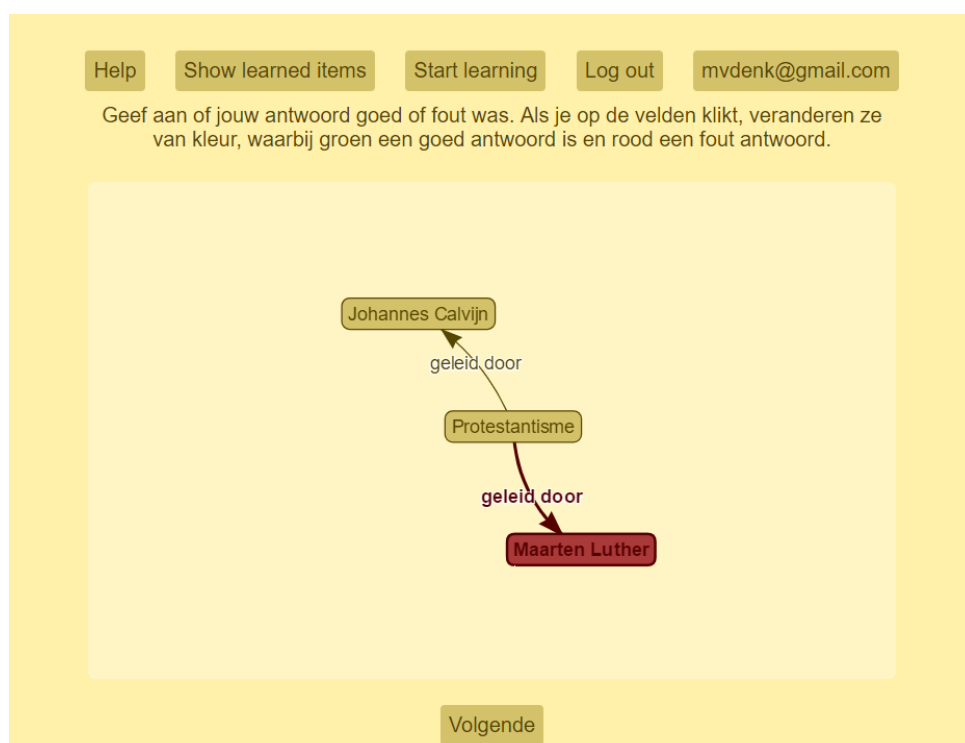 Help Show learned items Start learning Log out mvdenk@gmail.com
Geef aan of jouw antwoord goed of fout was. Als je op de velden klikt, veranderen ze
van kleur, waarbij groen een goed antwoord is en rood een fout antwoord.
Johannes Calvijn
geleid door
Protestantisme
geleid door
Maarten Luther
Volgende